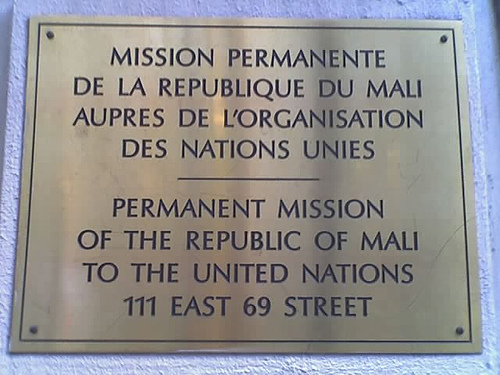 MISSION PERMANENTE
DE LA REPUBLIQUE DU MALI
AUPRES DE L'ORGANISATION
DES NATIONS UNIES
PERMANENT MISSION
OF THE REPUBLIC OF MALI
TO THE UNITED NATIONS
111 EAST 69 STREET